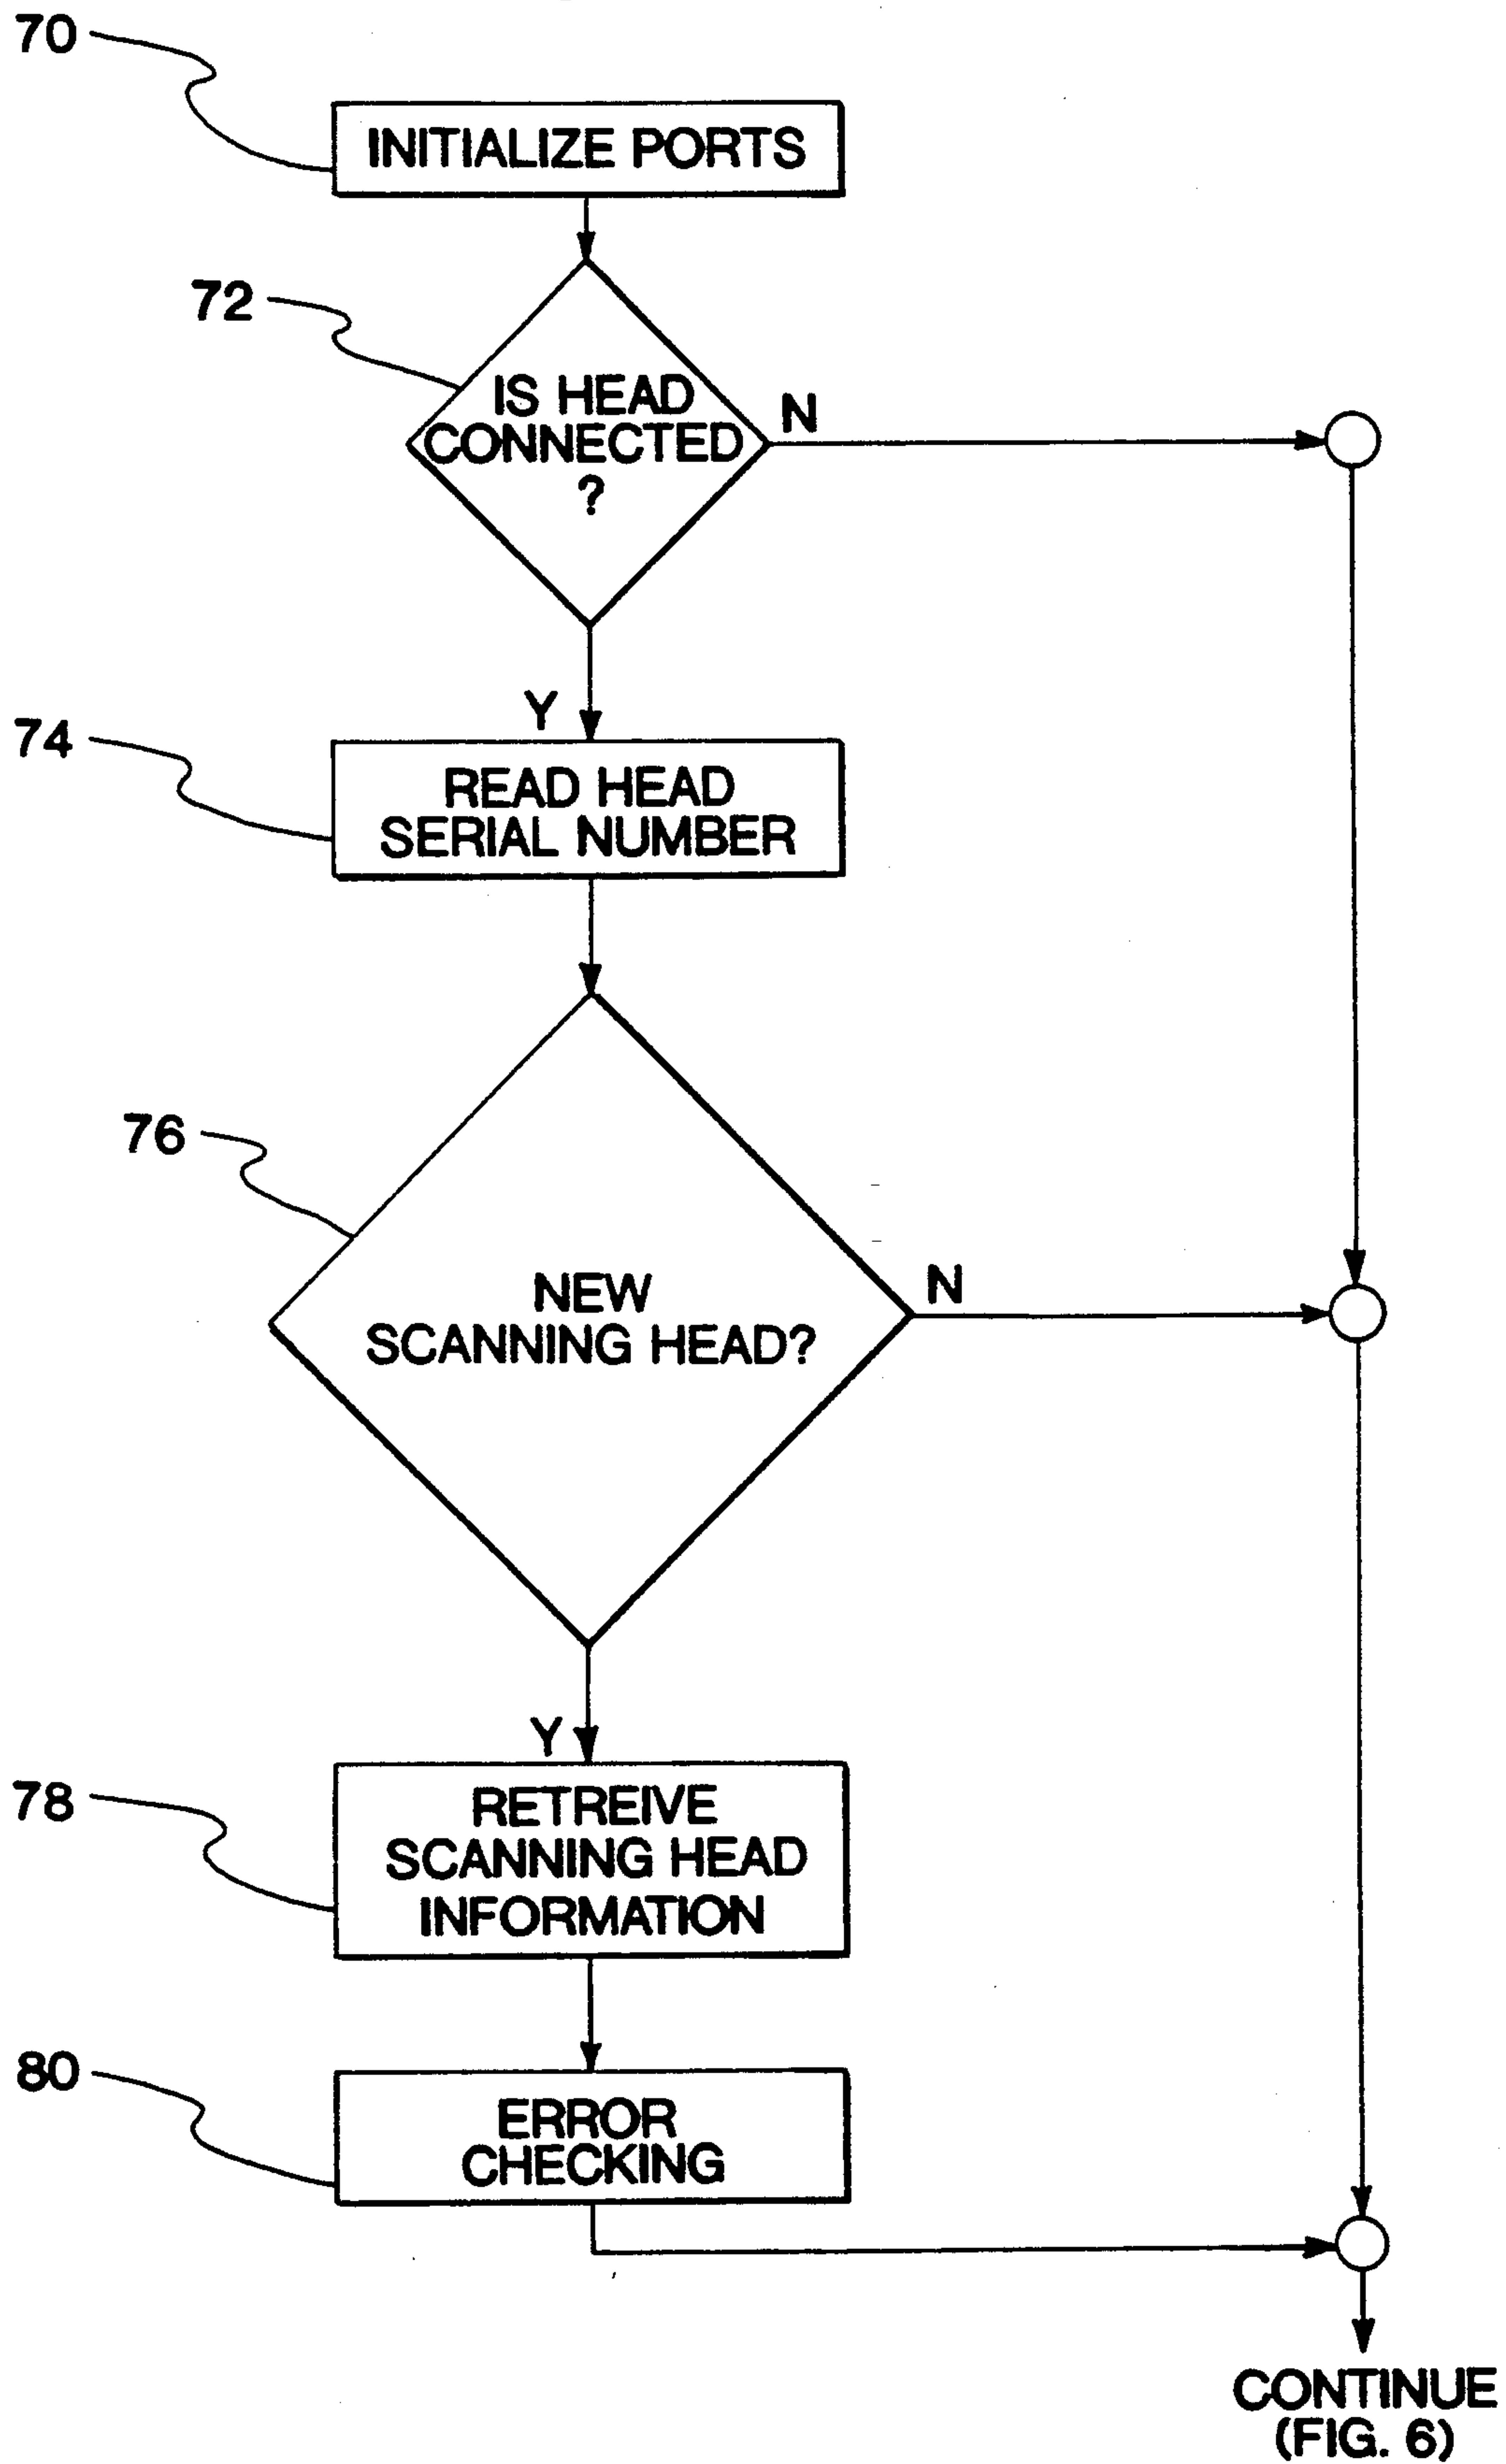 70
INITIALIZE PORTS
72
IS HEAD
CONNECTED
?
N
Y
74
READ HEAD
SERIAL NUMBER
76
NEW
SCANNING HEAD?
N
Y
78
RETREIVE
SCANNING HEAD
INFORMATION
80
ERROR
CHECKING
CONTINUE
(FIG. 6)